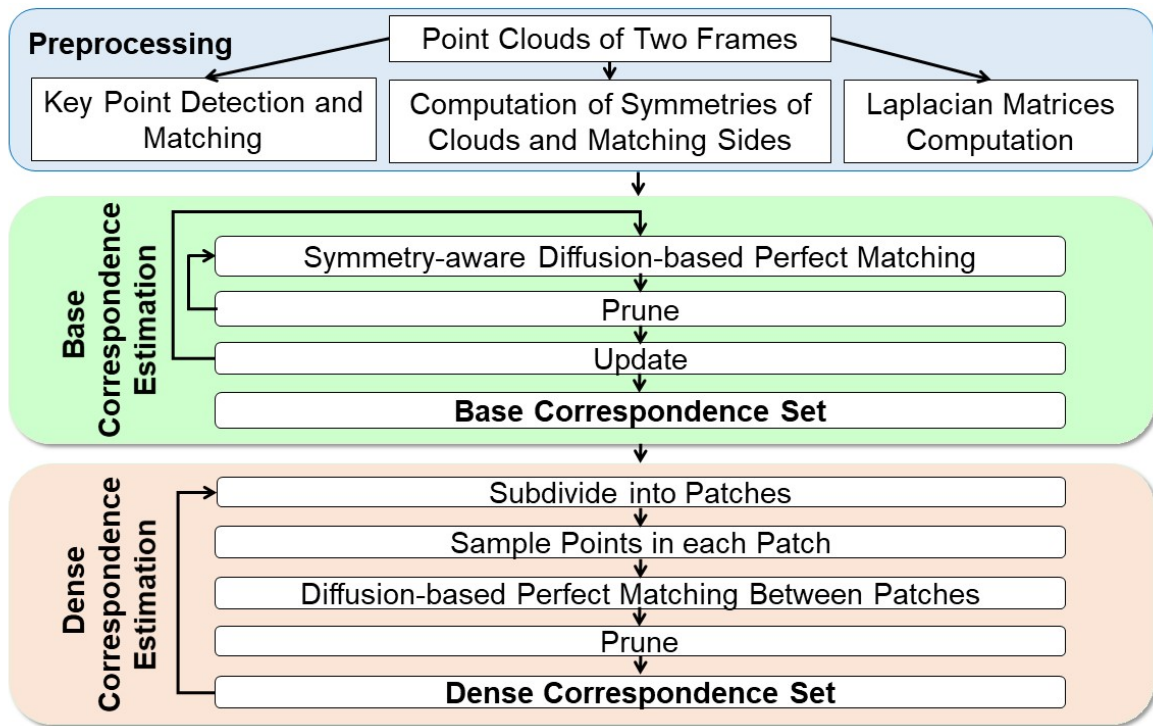 Preprocessing
Point Clouds of Two Frames
Key Point Detection and
Matching
Computation of Symmetries of
Clouds and Matching Sides
Laplacian Matrices
Computation
Base
Correspondence
Estimation
Symmetry-aware Diffusion-based Perfect Matching
Prune
Update
Base Correspondence Set
Dense
Correspondence
Estimation
Subdivide into Patches
Sample Points in each Patch
Diffusion-based Perfect Matching Between Patches
Prune
Dense Correspondence Set